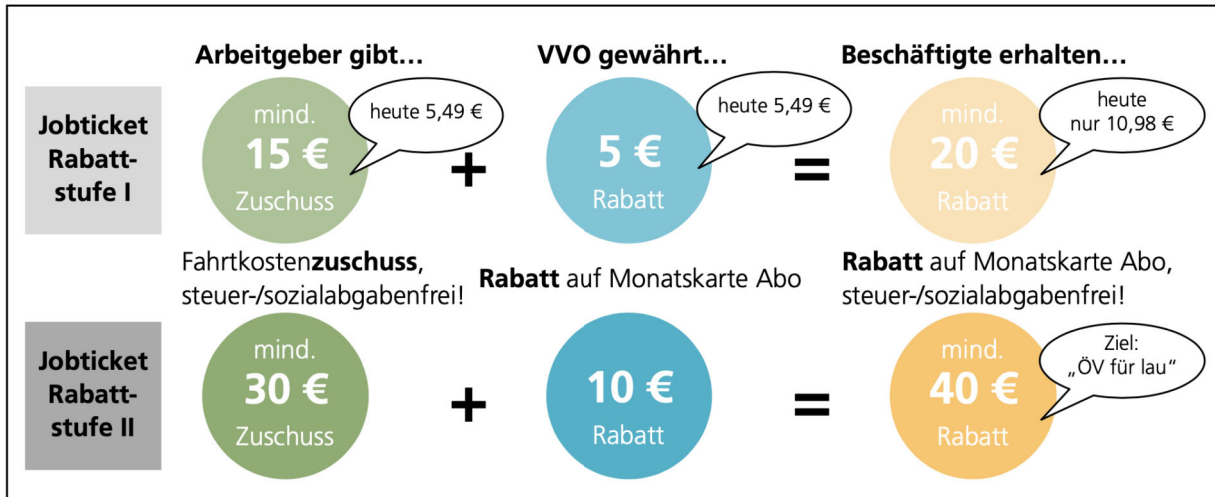 Arbeitgeber gibt...
VVO gewährt...
Beschäftigte erhalten...
Jobticket
Rabatt-
stufe I
mind.
15 €
Zuschuss
heute 5,49 €
+
5 €
Rabatt
heute 5,49 €
=
mind.
20 €
Rabatt
heute
nur 10,98 €
Fahrtkostenzuschuss,
steuer-/sozialabgabenfrei!
Rabatt auf Monatskarte Abo
Rabatt auf Monatskarte Abo,
steuer-/sozialabgabenfrei!
Jobticket
Rabatt-
stufe II
mind.
30 €
Zuschuss
+
10 €
Rabatt
=
mind.
40 €
Rabatt
Ziel:
„ÖV für lau“